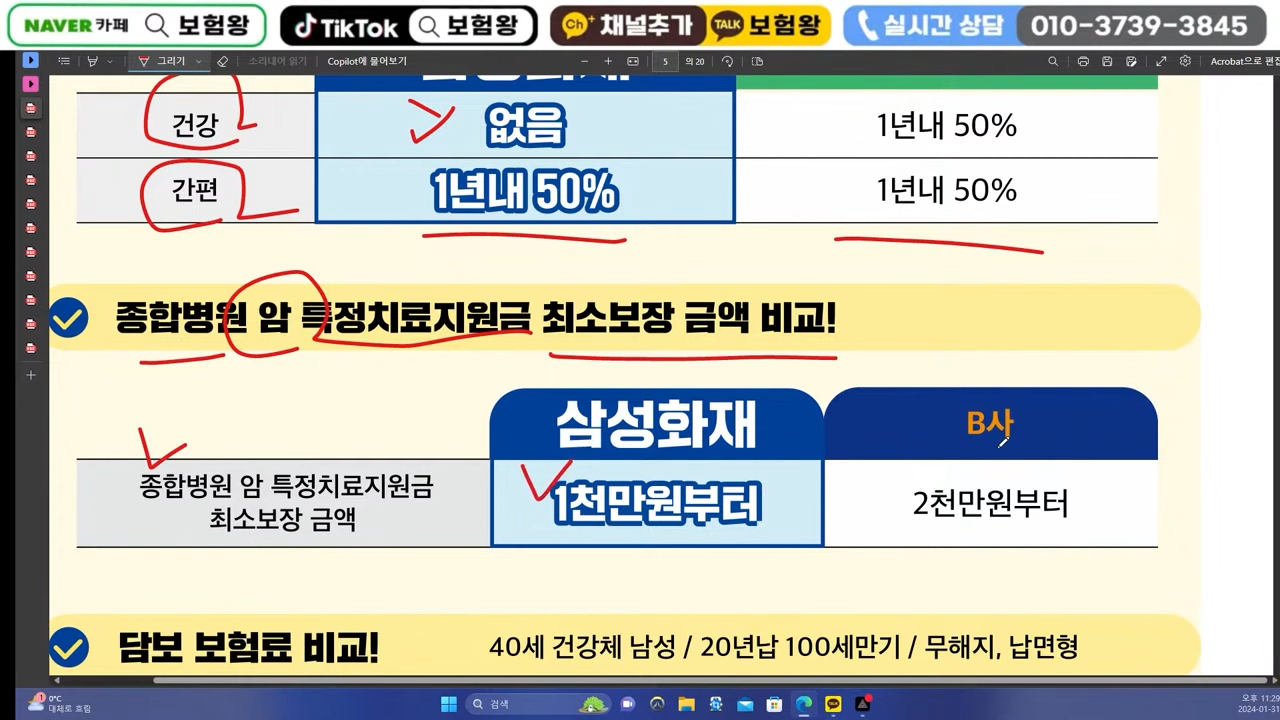 NAVER 카페 보험왕 TikTok 보험왕 Ch+ 채널추가 TALK 보험왕 실시간 상담 010-3739-3845
그리기 소리내어 읽기 Copilot에 물어보기 5 의 20 Acrobat으로 편집
건강 없음 1년내 50%
간편 1년내 50% 1년내 50%
종합병원 암 특정치료지원금 최소보장 금액 비교!
삼성화재 B사
종합병원 암 특정치료지원금
최소보장 금액
1천만원부터 2천만원부터
담보 보험료 비교! 40세 건강체 남성 / 20년납 100세만기 / 무해지, 납면형
0°C
대체로 흐림
검색
오후 11:29
2024-01-31